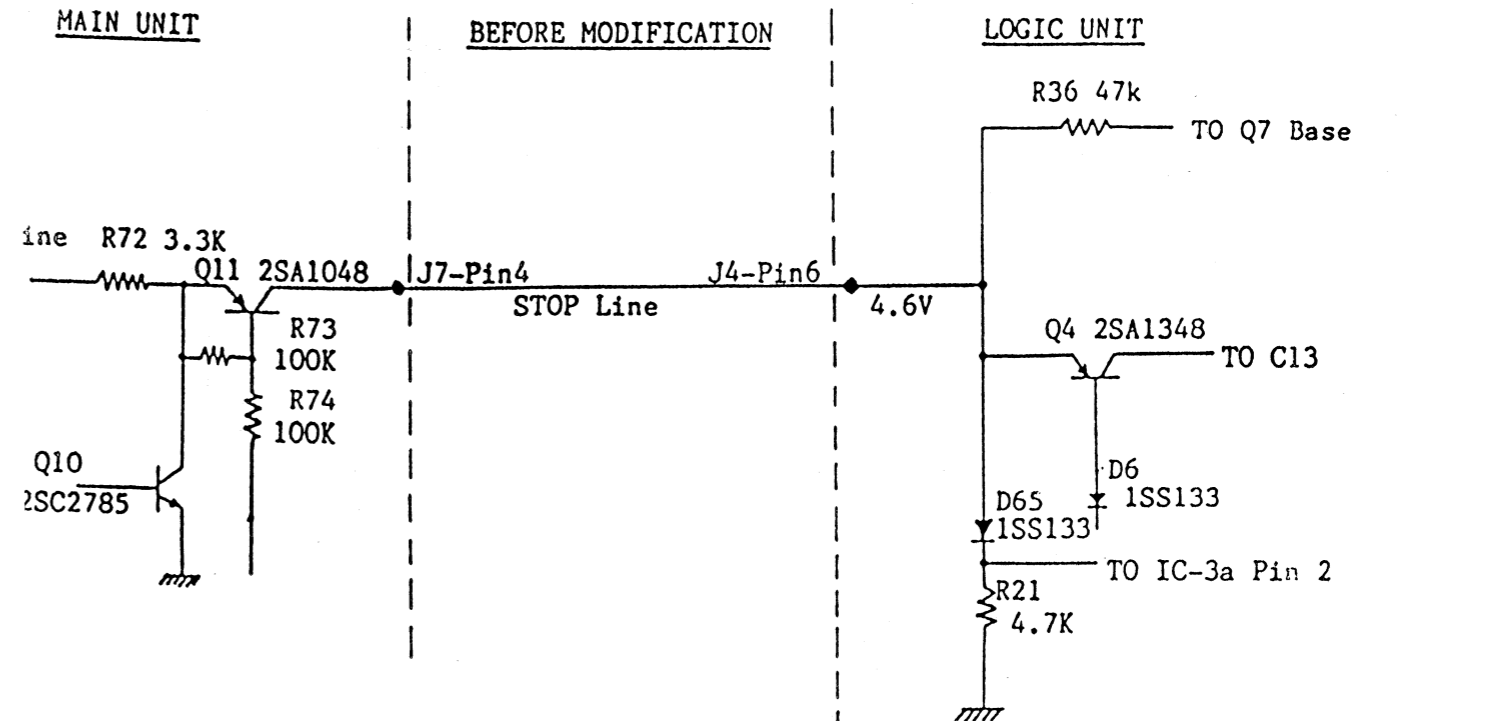 MAIN UNIT
BEFORE MODIFICATION
LOGIC UNIT
R36 47k
TO Q7 Base
ine R72 3.3K
Q11 2SA1048
J7-Pin4
J4-Pin6
STOP Line
4.6V
R73
100K
Q4 2SA1348
TO C13
R74
100K
Q10
2SC2785
D6
1SS133
D65
1SS133
TO IC-3a Pin 2
R21
4.7K